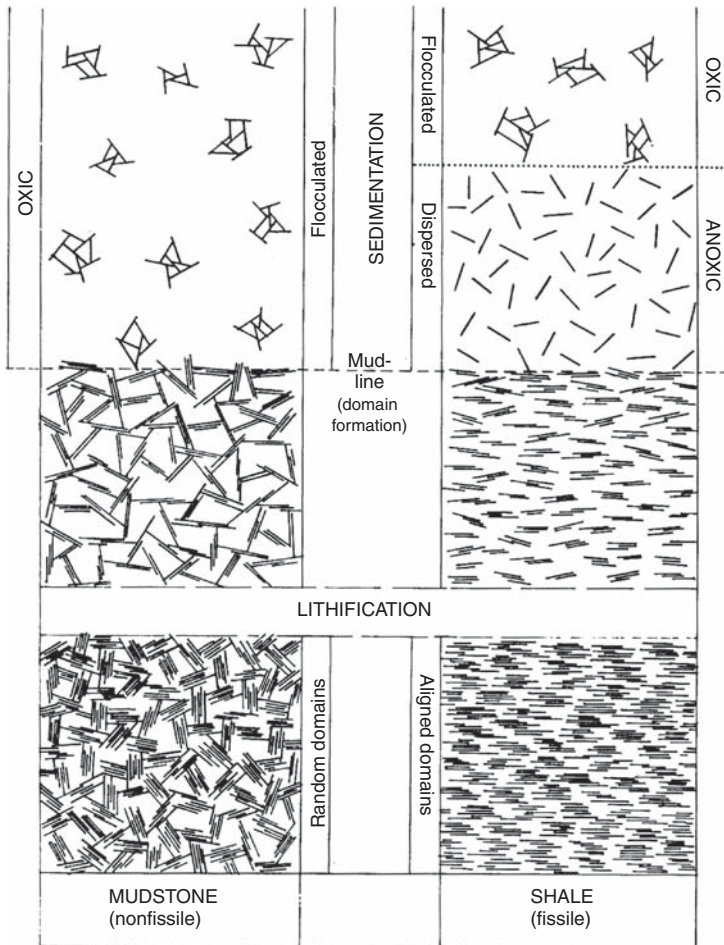 OXIC
Flocculated
SEDIMENTATION
Flocculated
Dispersed
OXIC
ANOXIC
Mud-
line
(domain
formation)
LITHIFICATION
Random domains
Aligned domains
MUDSTONE
(nonfissile)
SHALE
(fissile)